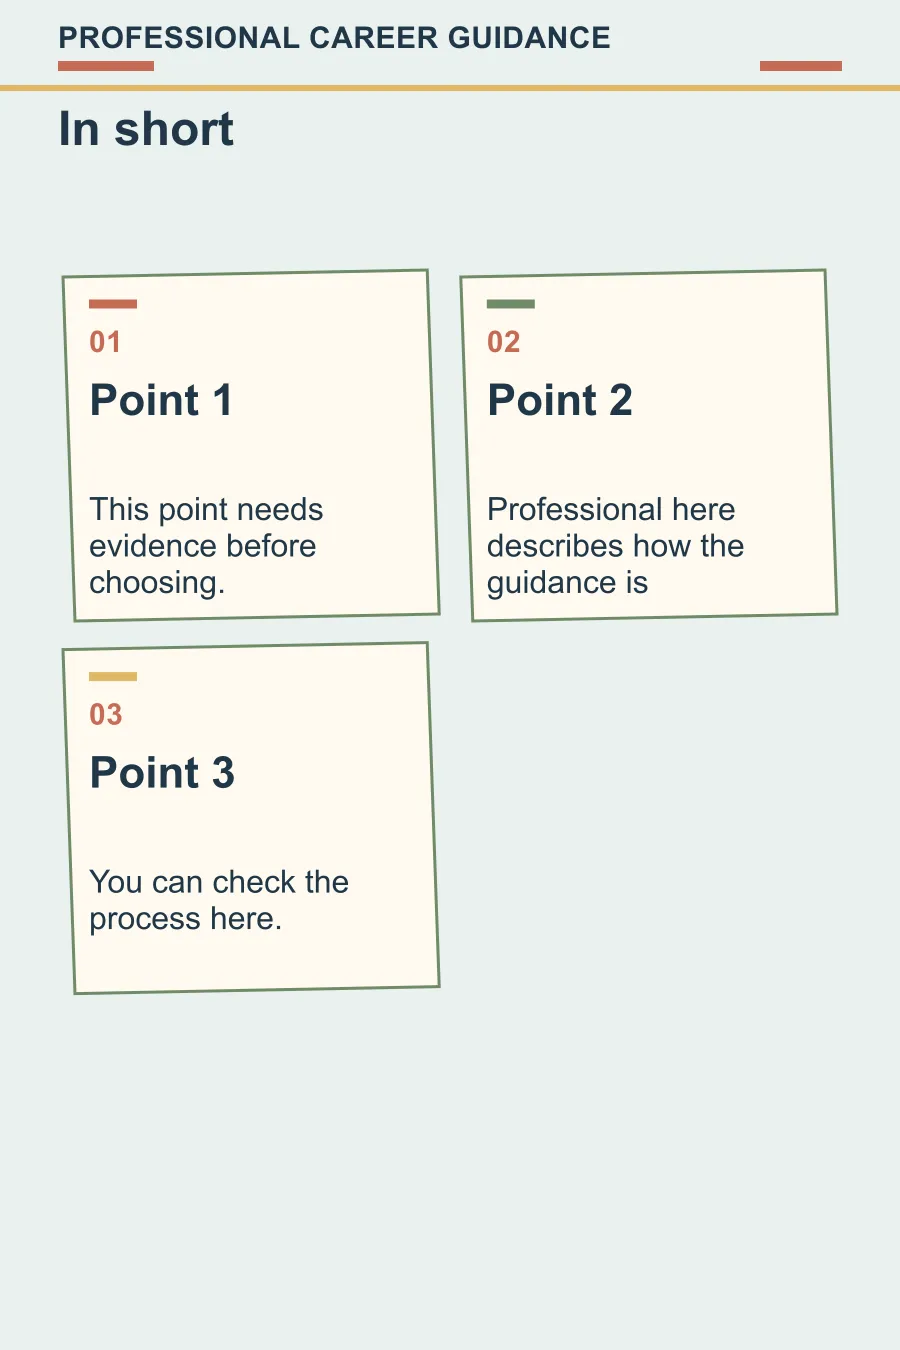 PROFESSIONAL CAREER GUIDANCE
In short
01
Point 1
This point needs
evidence before
choosing.
02
Point 2
Professional here
describes how the
guidance is
03
Point 3
You can check the
process here.